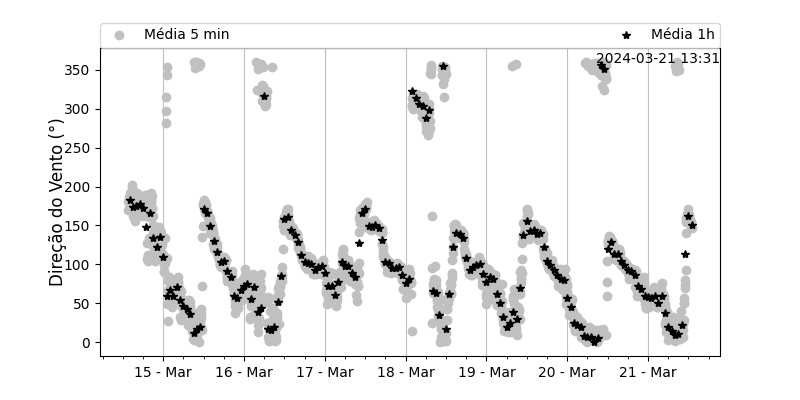 Média 5 min
Média 1h
2024-03-21 13:31
Direção do Vento (°)
350
300
250
200
150
100
50
0
15 - Mar
16 - Mar
17 - Mar
18 - Mar
19 - Mar
20 - Mar
21 - Mar